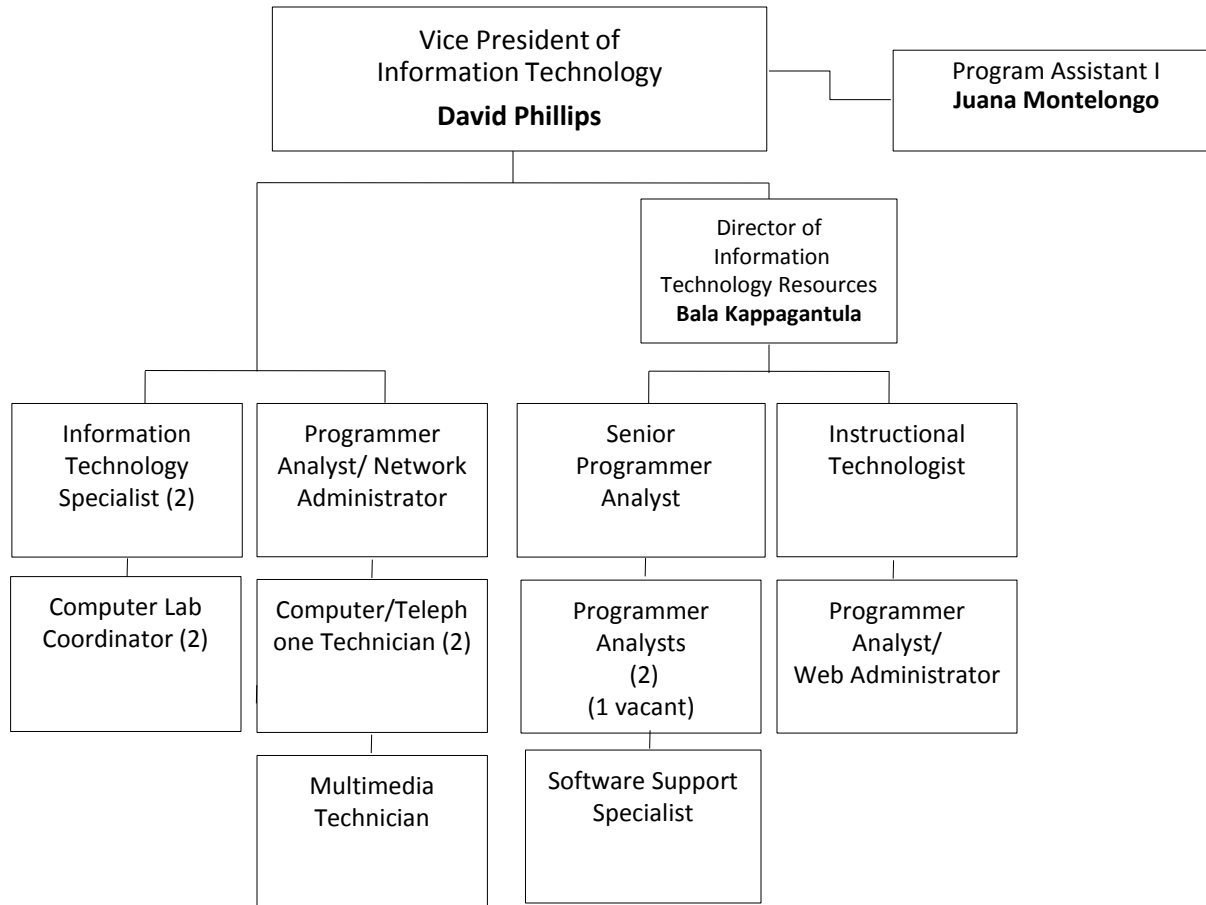 Vice President of
Information Technology
David Phillips
Program Assistant I
Juana Montelongo
Director of
Information
Technology Resources
Bala Kappagantula
Information
Technology
Specialist (2)
Programmer
Analyst/ Network
Administrator
Senior
Programmer
Analyst
Instructional
Technologist
Computer Lab
Coordinator (2)
Computer/Teleph
one Technician (2)
Programmer
Analysts
(2)
(1 vacant)
Programmer
Analyst/
Web Administrator
Multimedia
Technician
Software Support
Specialist